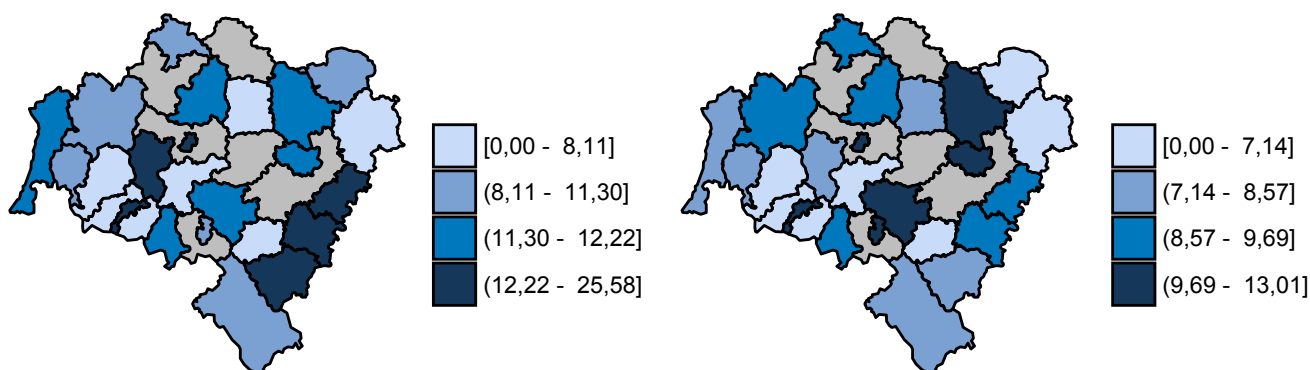 [0,00 - 8,11]
(8,11 - 11,30]
(11,30 - 12,22]
(12,22 - 25,58]
[0,00 - 7,14]
(7,14 - 8,57]
(8,57 - 9,69]
(9,69 - 13,01]